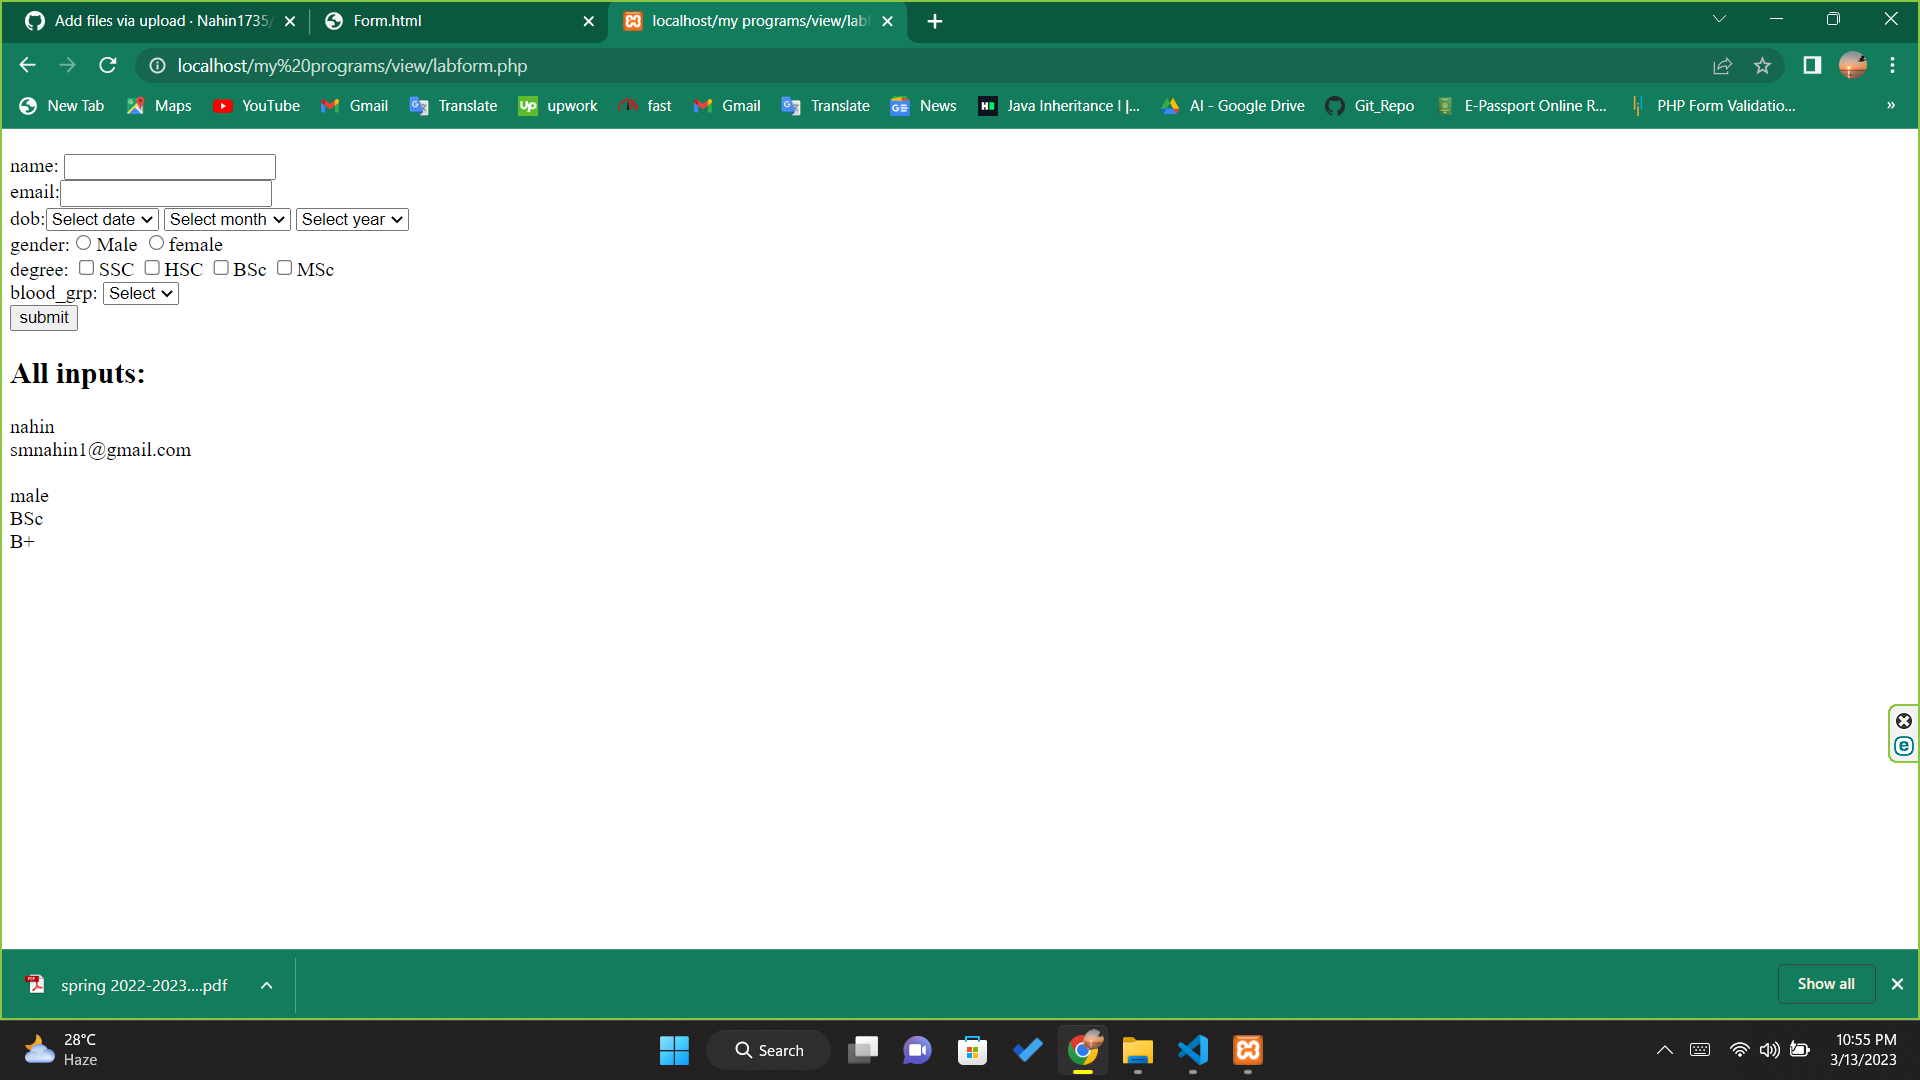 Add files via upload · Nahin1735/
Form.html
localhost/my programs/view/lab
localhost/my%20programs/view/labform.php
New Tab Maps YouTube Gmail Translate upwork fast Gmail Translate News Java Inheritance I |... AI - Google Drive Git_Repo E-Passport Online R... PHP Form Validatio... »
name:
email:
dob: Select date Select month Select year
gender: Male female
degree: SSC HSC BSc MSc
blood_grp: Select
submit
All inputs:
nahin
smnahin1@gmail.com
male
BSc
B+
spring 2022-2023....pdf
Show all
28°C
Haze
Search
10:55 PM
3/13/2023